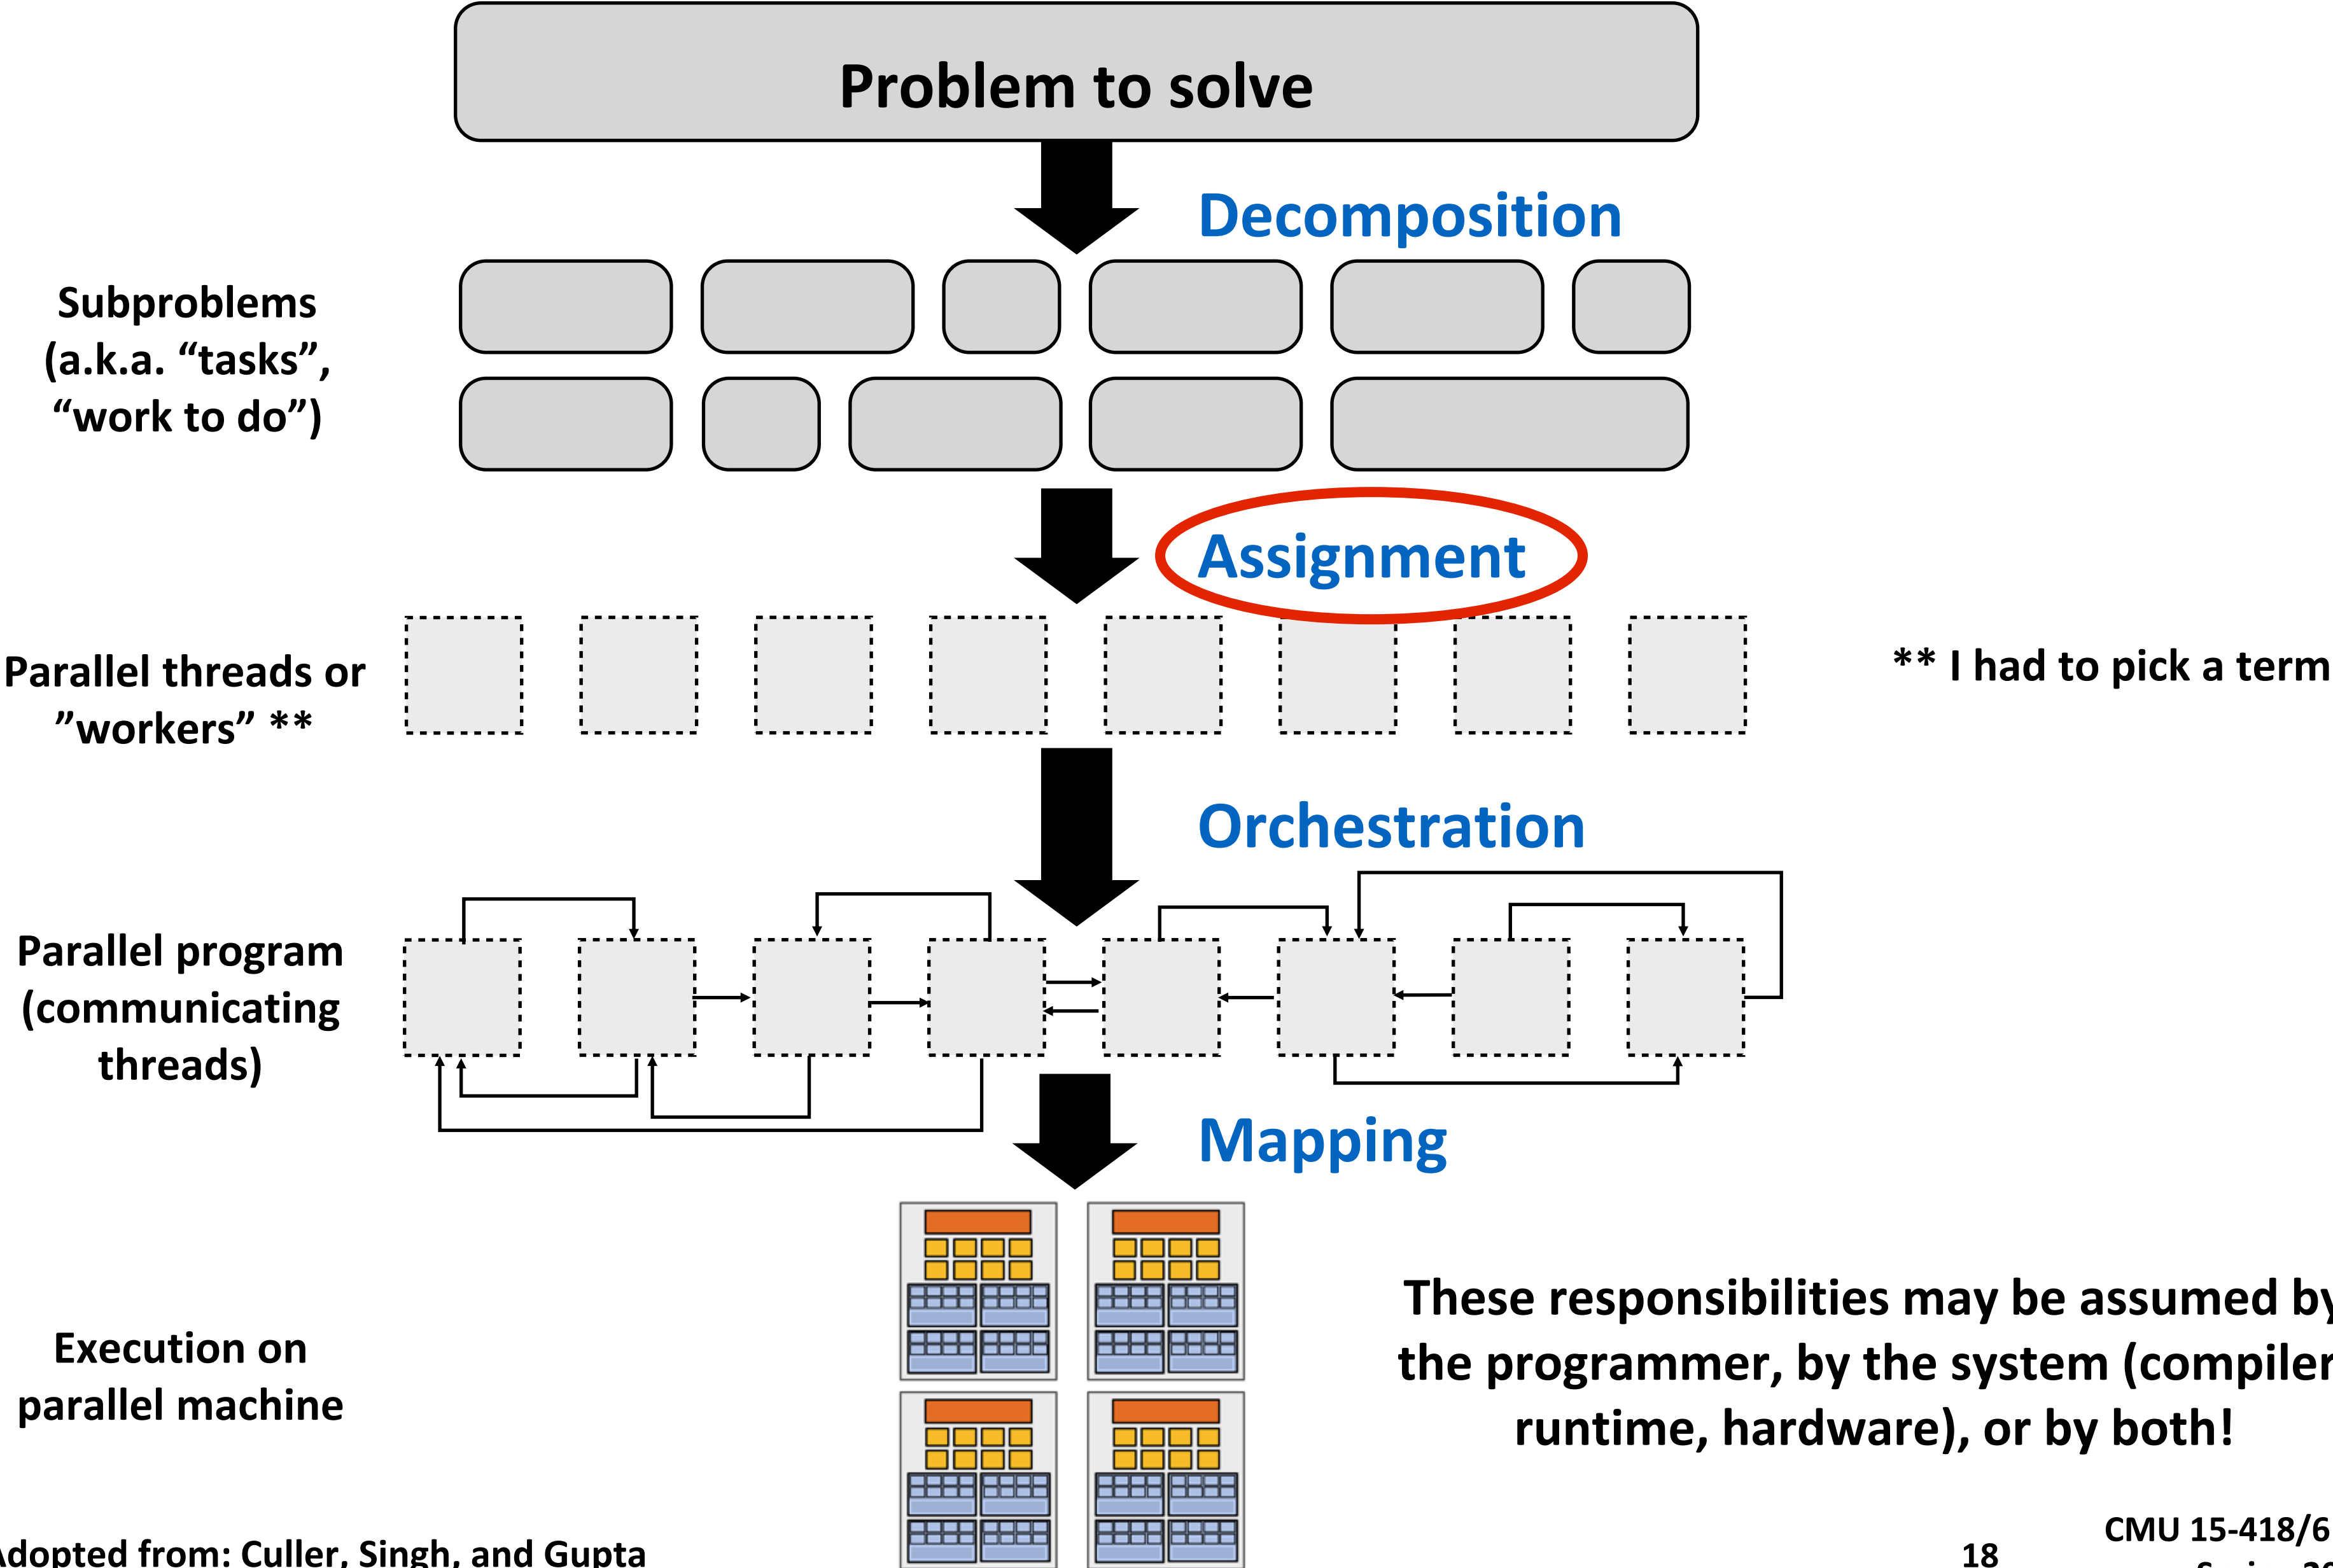 Problem to solve
Decomposition
Subproblems
(a.k.a. “tasks”,
“work to do”)
Assignment
Parallel threads or
”workers” **
** I had to pick a term
Orchestration
Parallel program
(communicating
threads)
Mapping
Execution on
parallel machine
These responsibilities may be assumed by
the programmer, by the system (compiler
runtime, hardware), or by both!
Adopted from: Culler, Singh, and Gupta
18
CMU 15-418/6